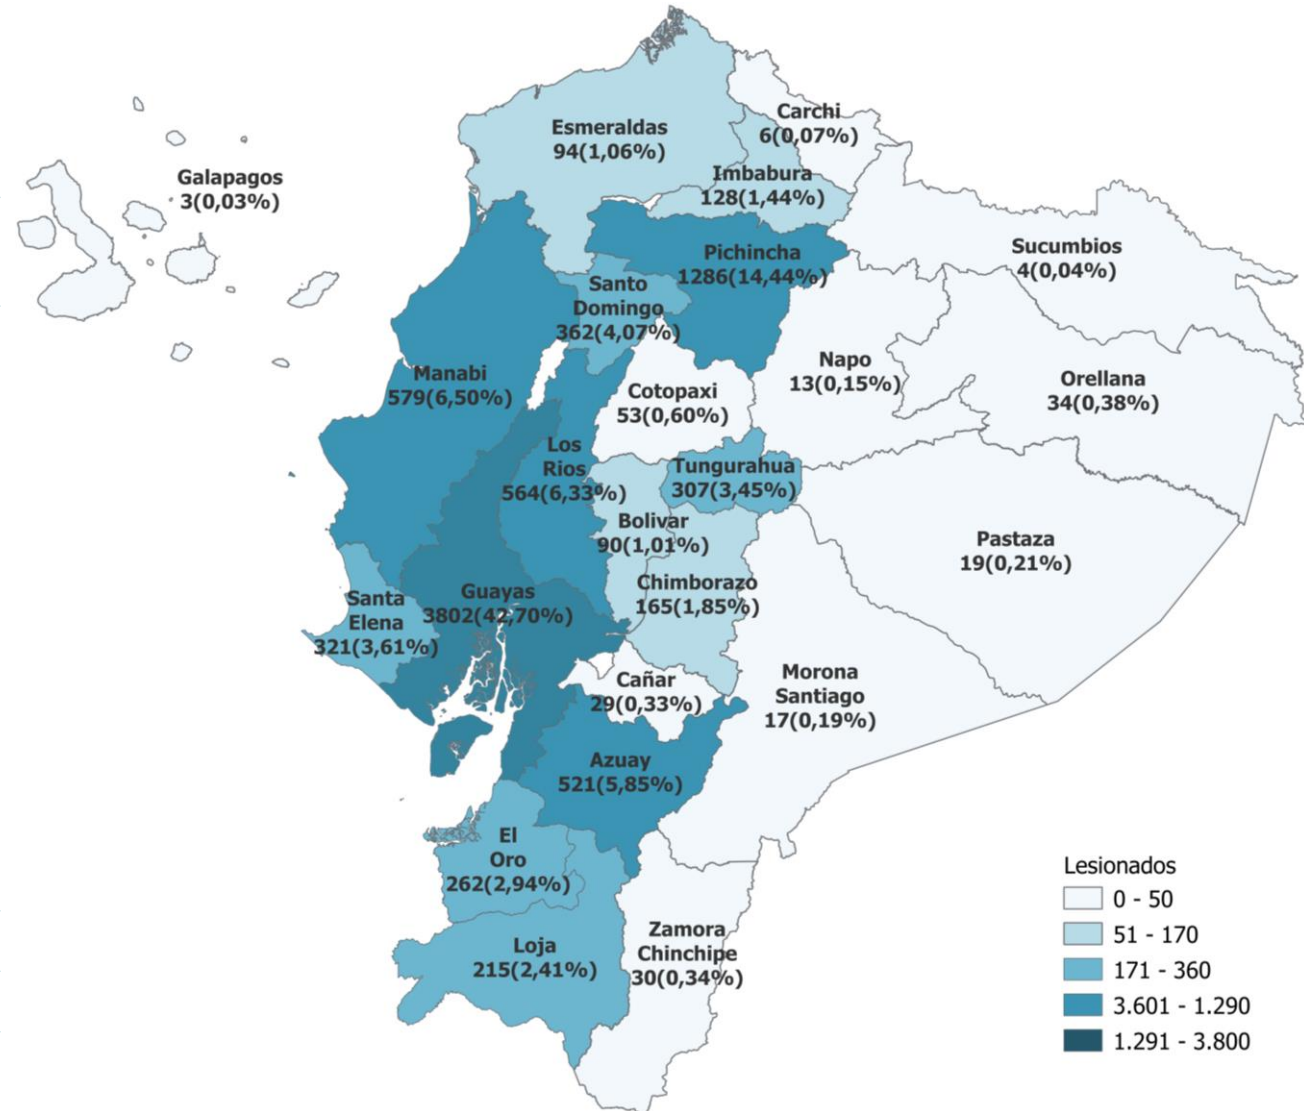 Carchi
6(0,07%)
Esmeraldas
94(1,06%)
Imbabura
128(1,44%)
Galapagos
3(0,03%)
Pichincha
1286(14,44%)
Sucumbios
4(0,04%)
Santo
Domingo
362(4,07%)
Manabi
579(6,50%)
Cotopaxi
53(0,60%)
Napo
13(0,15%)
Orellana
34(0,38%)
Los
Rios
564(6,33%)
Tungurahua
307(3,45%)
Bolivar
90(1,01%)
Pastaza
19(0,21%)
Chimborazo
165(1,85%)
Guayas
3802(42,70%)
Santa
Elena
321(3,61%)
Cañar
29(0,33%)
Morona
Santiago
17(0,19%)
Azuay
521(5,85%)
El
Oro
262(2,94%)
Loja
215(2,41%)
Zamora
Chinchipe
30(0,34%)
Lesionados
0 - 50
51 - 170
171 - 360
3.601 - 1.290
1.291 - 3.800